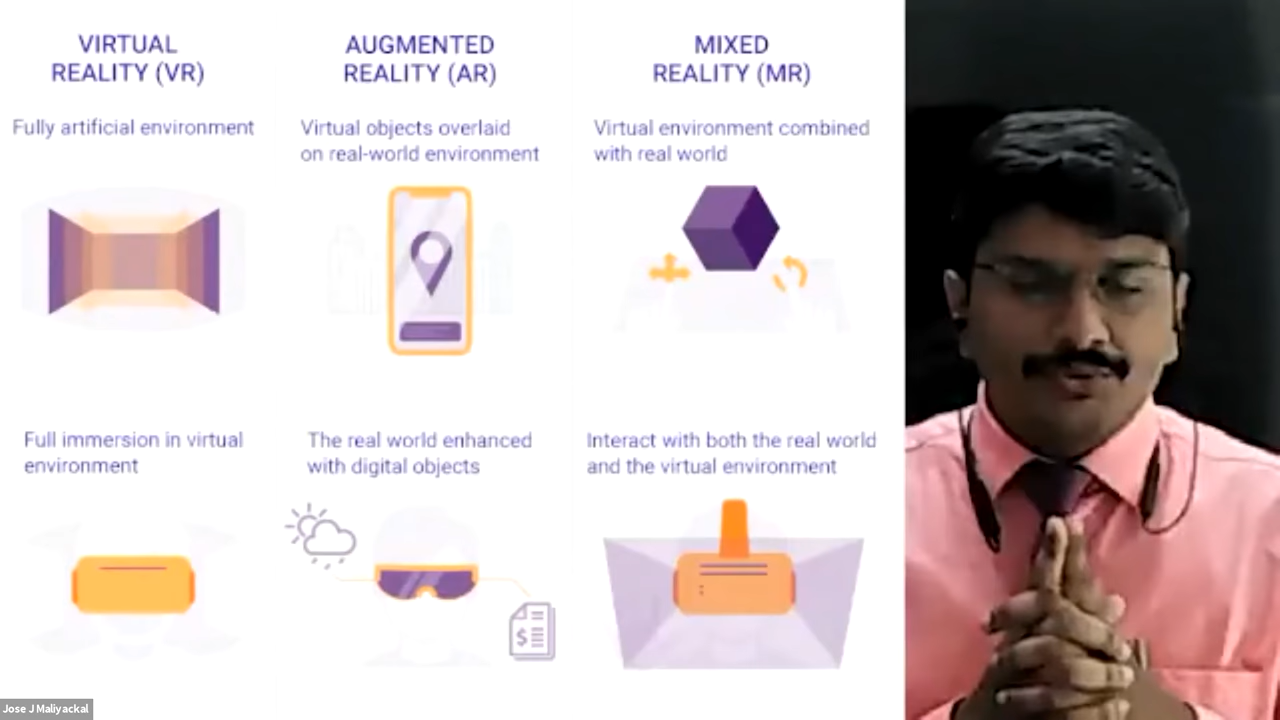 VIRTUAL
REALITY (VR)
Fully artificial environment
Full immersion in virtual
environment
AUGMENTED
REALITY (AR)
Virtual objects overlaid
on real-world environment
The real world enhanced
with digital objects
$
MIXED
REALITY (MR)
Virtual environment combined
with real world
Interact with both the real world
and the virtual environment
Jose J Maliyackal